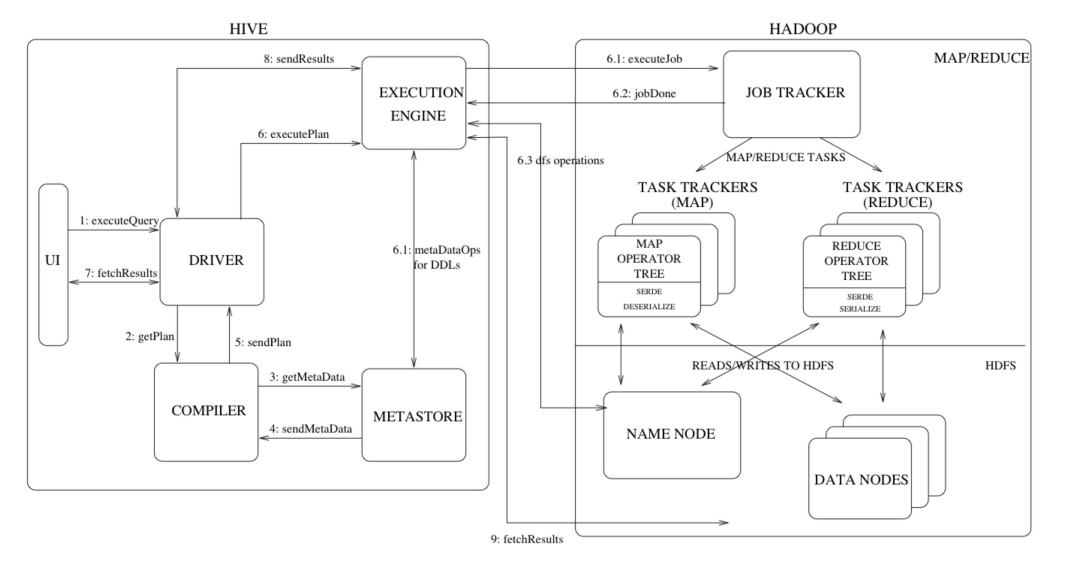 HIVE
HADOOP
MAP/REDUCE
8: sendResults
EXECUTION
ENGINE
6.1: executeJob
6.2: jobDone
JOB TRACKER
6: executePlan
6.3 dfs operations
MAP/REDUCE TASKS
TASK TRACKERS
(MAP)
TASK TRACKERS
(REDUCE)
UI
1: executeQuery
7: fetchResults
DRIVER
6.1: metaDataOps
for DDLs
MAP
OPERATOR
TREE
SERDE
DESERIALIZE
REDUCE
OPERATOR
TREE
SERDE
SERIALIZE
2: getPlan
5: sendPlan
3: getMetaData
4: sendMetaData
COMPILER
METASTORE
READS/WRITES TO HDFS
HDFS
NAME NODE
DATA NODES
9: fetchResults